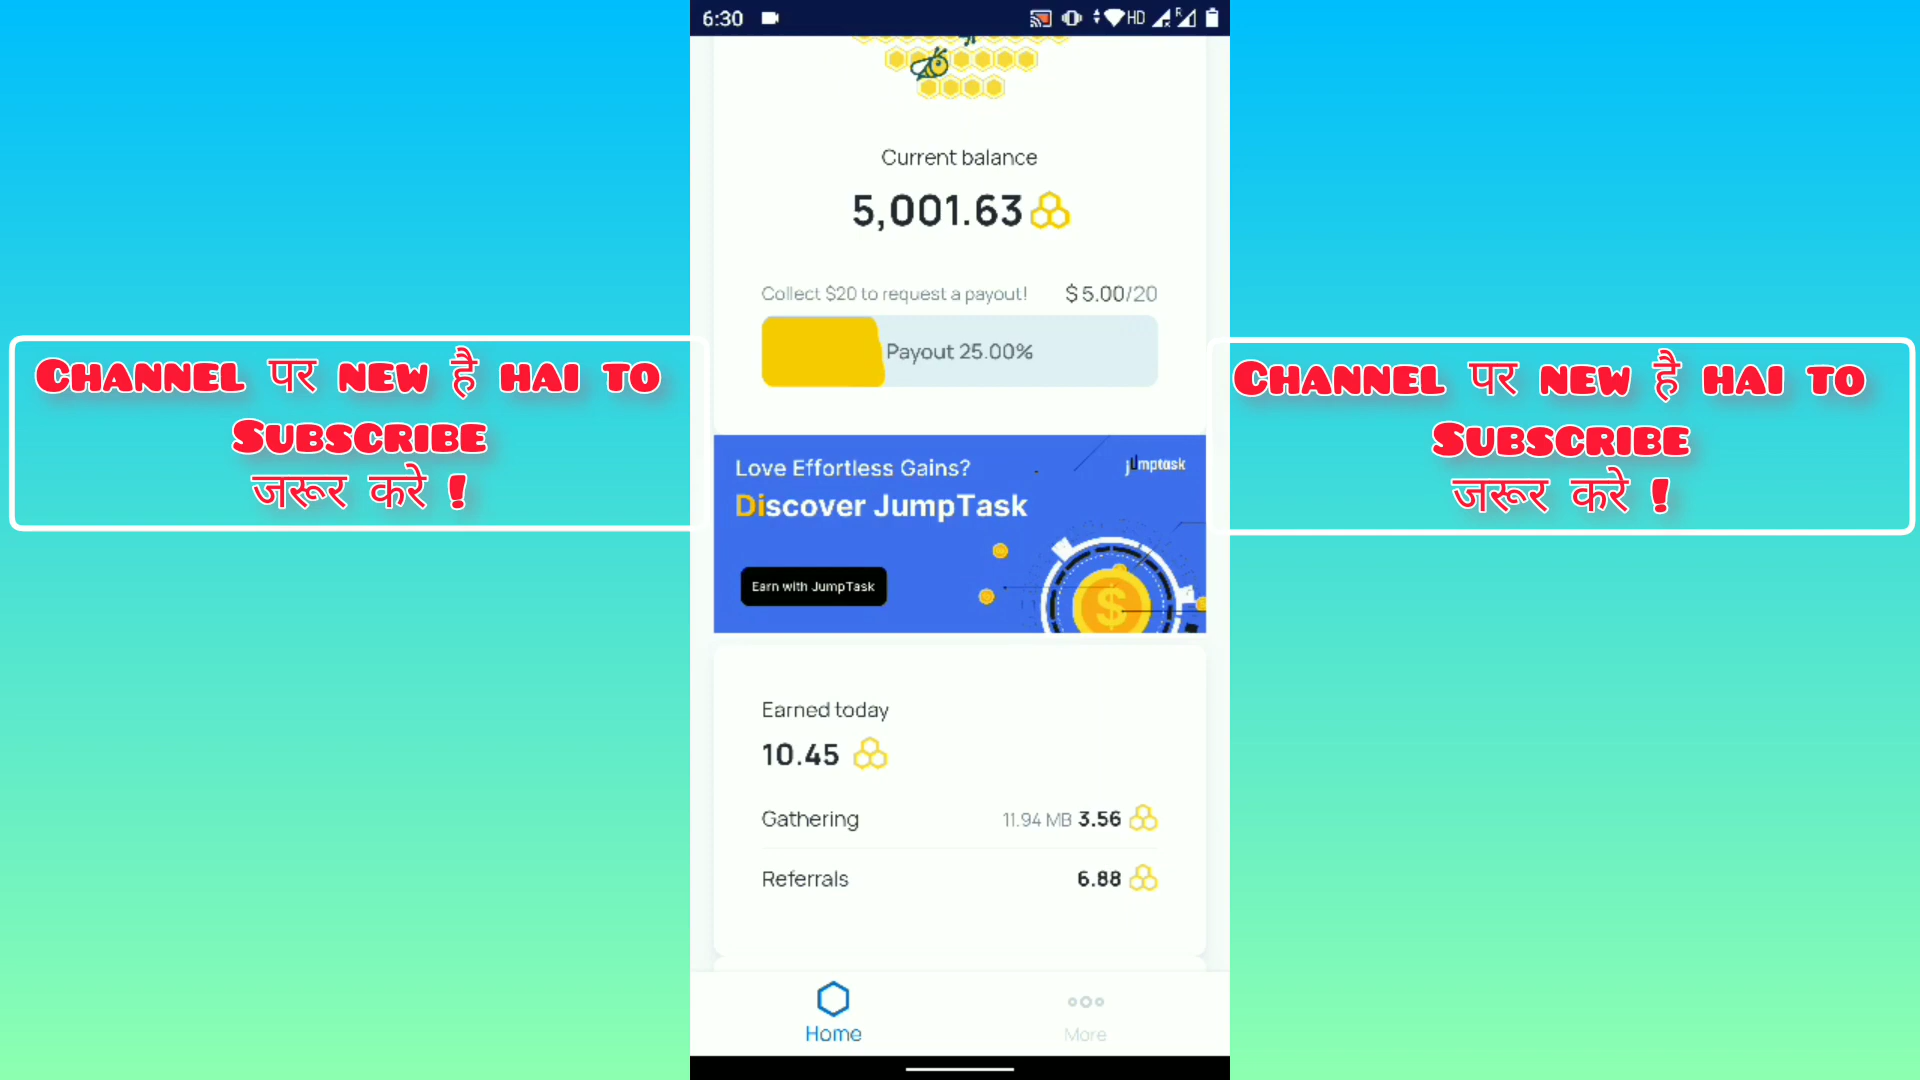 6:30
HD
R
Current balance
5,001.63
Collect $20 to request a payout! $ 5.00/20
Payout 25.00%
Channel पर new है hai to
Subscribe
जरूर करे !
Channel पर new है hai to
Subscribe
जरूर करे !
Love Effortless Gains?
jumptask
Discover JumpTask
Earn with JumpTask
$
Earned today
10.45
Gathering 11.94 MB 3.56
Referrals 6.88
Home
More